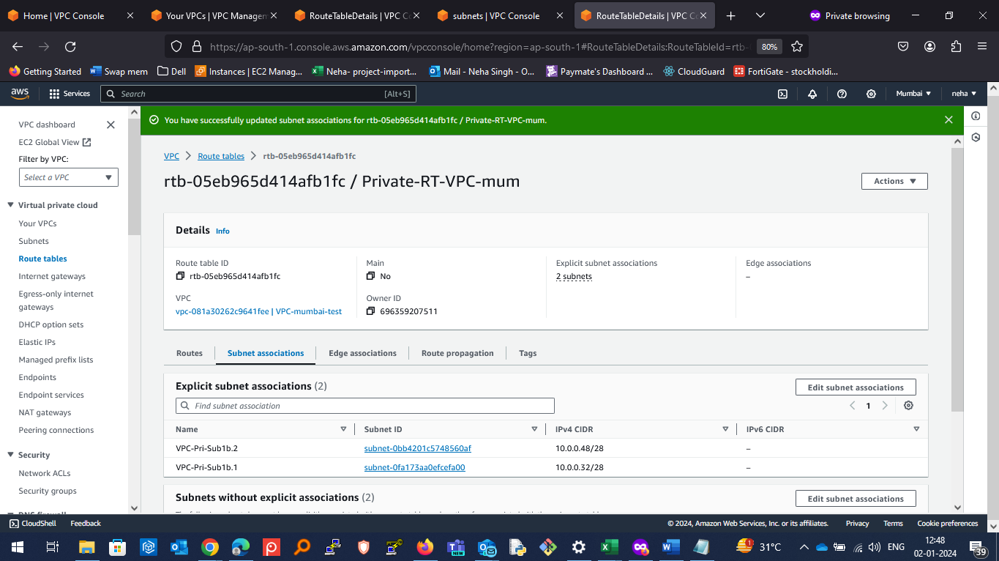 Home | VPC Console
Your VPCs | VPC Managem
RouteTableDetails | VPC Co
subnets | VPC Console
RouteTableDetails | VPC Co
Private browsing
https://ap-south-1.console.aws.amazon.com/vpcconsole/home?region=ap-south-1#RouteTableDetails:RouteTableId=rtb-
80%
Getting Started
Swap mem
Dell
Instances | EC2 Manag...
Neha- project-import...
Mail - Neha Singh - O...
Paymate's Dashboard ...
CloudGuard
FortiGate - stockholdi...
aws
Services
Search
[Alt+S]
Mumbai
neha
VPC dashboard
EC2 Global View
Filter by VPC:
Select a VPC
Virtual private cloud
Your VPCs
Subnets
Route tables
Internet gateways
Egress-only internet
gateways
DHCP option sets
Elastic IPs
Managed prefix lists
Endpoints
Endpoint services
NAT gateways
Peering connections
Security
Network ACLs
Security groups
You have successfully updated subnet associations for rtb-05eb965d414afb1fc / Private-RT-VPC-mum.
VPC > Route tables > rtb-05eb965d414afb1fc
rtb-05eb965d414afb1fc / Private-RT-VPC-mum
Actions
Details Info
Route table ID
rtb-05eb965d414afb1fc
Main
No
Explicit subnet associations
2 subnets
Edge associations
–
VPC
vpc-081a30262c9641fee | VPC-mumbai-test
Owner ID
696359207511
Routes
Subnet associations
Edge associations
Route propagation
Tags
Explicit subnet associations (2)
Edit subnet associations
Find subnet association
1
Name
Subnet ID
IPv4 CIDR
IPv6 CIDR
VPC-Pri-Sub1b.2
subnet-0bb4201c5748560af
10.0.0.48/28
–
VPC-Pri-Sub1b.1
subnet-0fa173aa0efcefa00
10.0.0.32/28
–
Subnets without explicit associations (2)
Edit subnet associations
CloudShell
Feedback
© 2024, Amazon Web Services, Inc. or its affiliates.
Privacy
Terms
Cookie preferences
NEW
1
31°C
ENG
12:48
02-01-2024
39